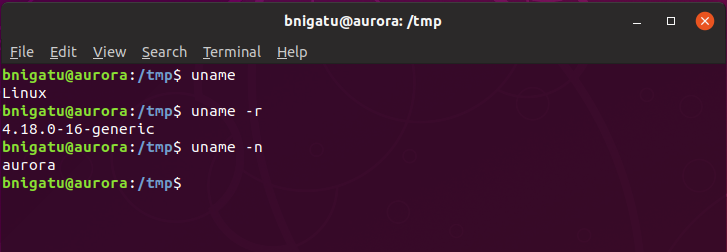 bnigatu@aurora: /tmp
File Edit View Search Terminal Help
bnigatu@aurora:/tmp$ uname
Linux
bnigatu@aurora:/tmp$ uname -r
4.18.0-16-generic
bnigatu@aurora:/tmp$ uname -n
aurora
bnigatu@aurora:/tmp$